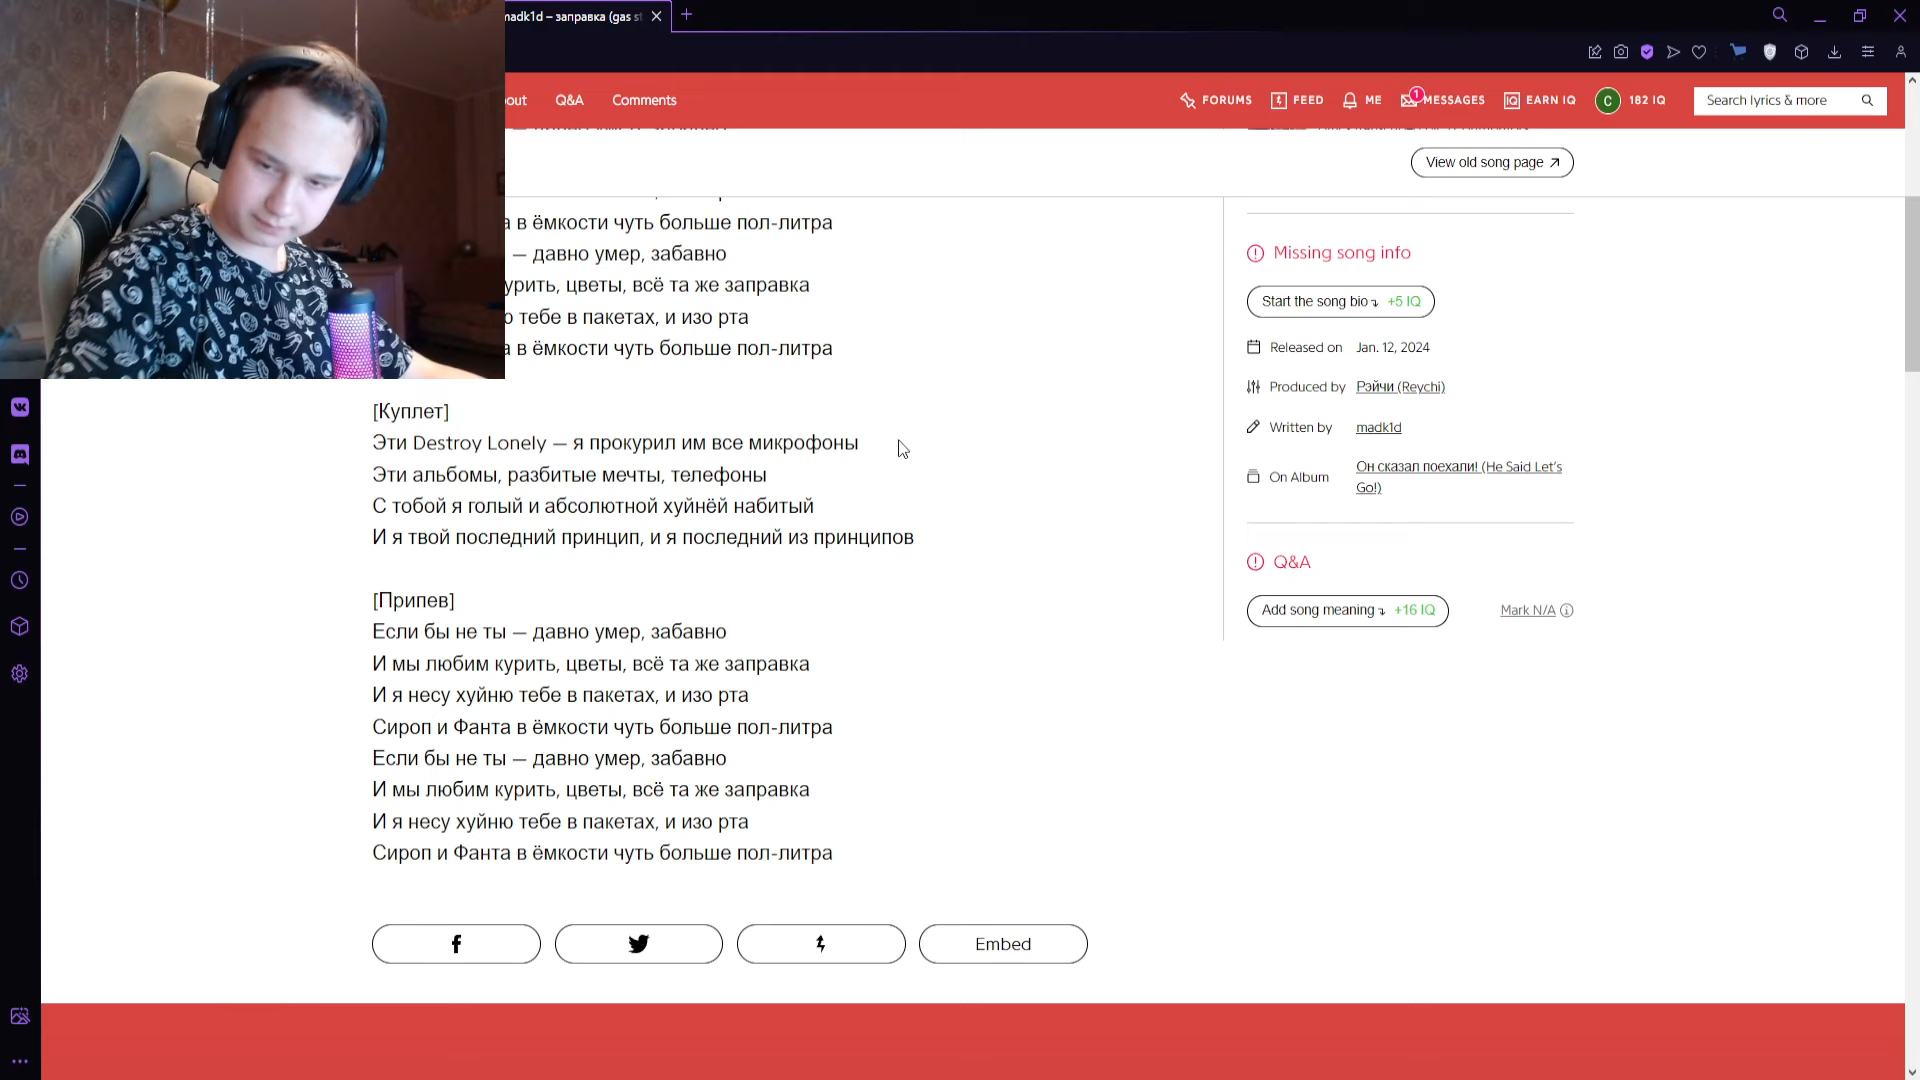 madk1d – заправка (gas st
out
Q&A
Comments
FORUMS
FEED
ME
1
MESSAGES
EARN IQ
C
182 IQ
Search lyrics & more
View old song page
а в ёмкости чуть больше пол-литра
— давно умер, забавно
урить, цветы, всё та же заправка
ю тебе в пакетах, и изо рта
а в ёмкости чуть больше пол-литра
[Куплет]
Эти Destroy Lonely — я прокурил им все микрофоны
Эти альбомы, разбитые мечты, телефоны
С тобой я голый и абсолютной хуйнёй набитый
И я твой последний принцип, и я последний из принципов
[Припев]
Если бы не ты — давно умер, забавно
И мы любим курить, цветы, всё та же заправка
И я несу хуйню тебе в пакетах, и изо рта
Сироп и Фанта в ёмкости чуть больше пол-литра
Если бы не ты — давно умер, забавно
И мы любим курить, цветы, всё та же заправка
И я несу хуйню тебе в пакетах, и изо рта
Сироп и Фанта в ёмкости чуть больше пол-литра
Embed
Missing song info
Start the song bio +5 IQ
Released on Jan. 12, 2024
Produced by Рэйчи (Reychi)
Written by madk1d
On Album Он сказал поехали! (He Said Let's
Go!)
Q&A
Add song meaning +16 IQ
Mark N/A